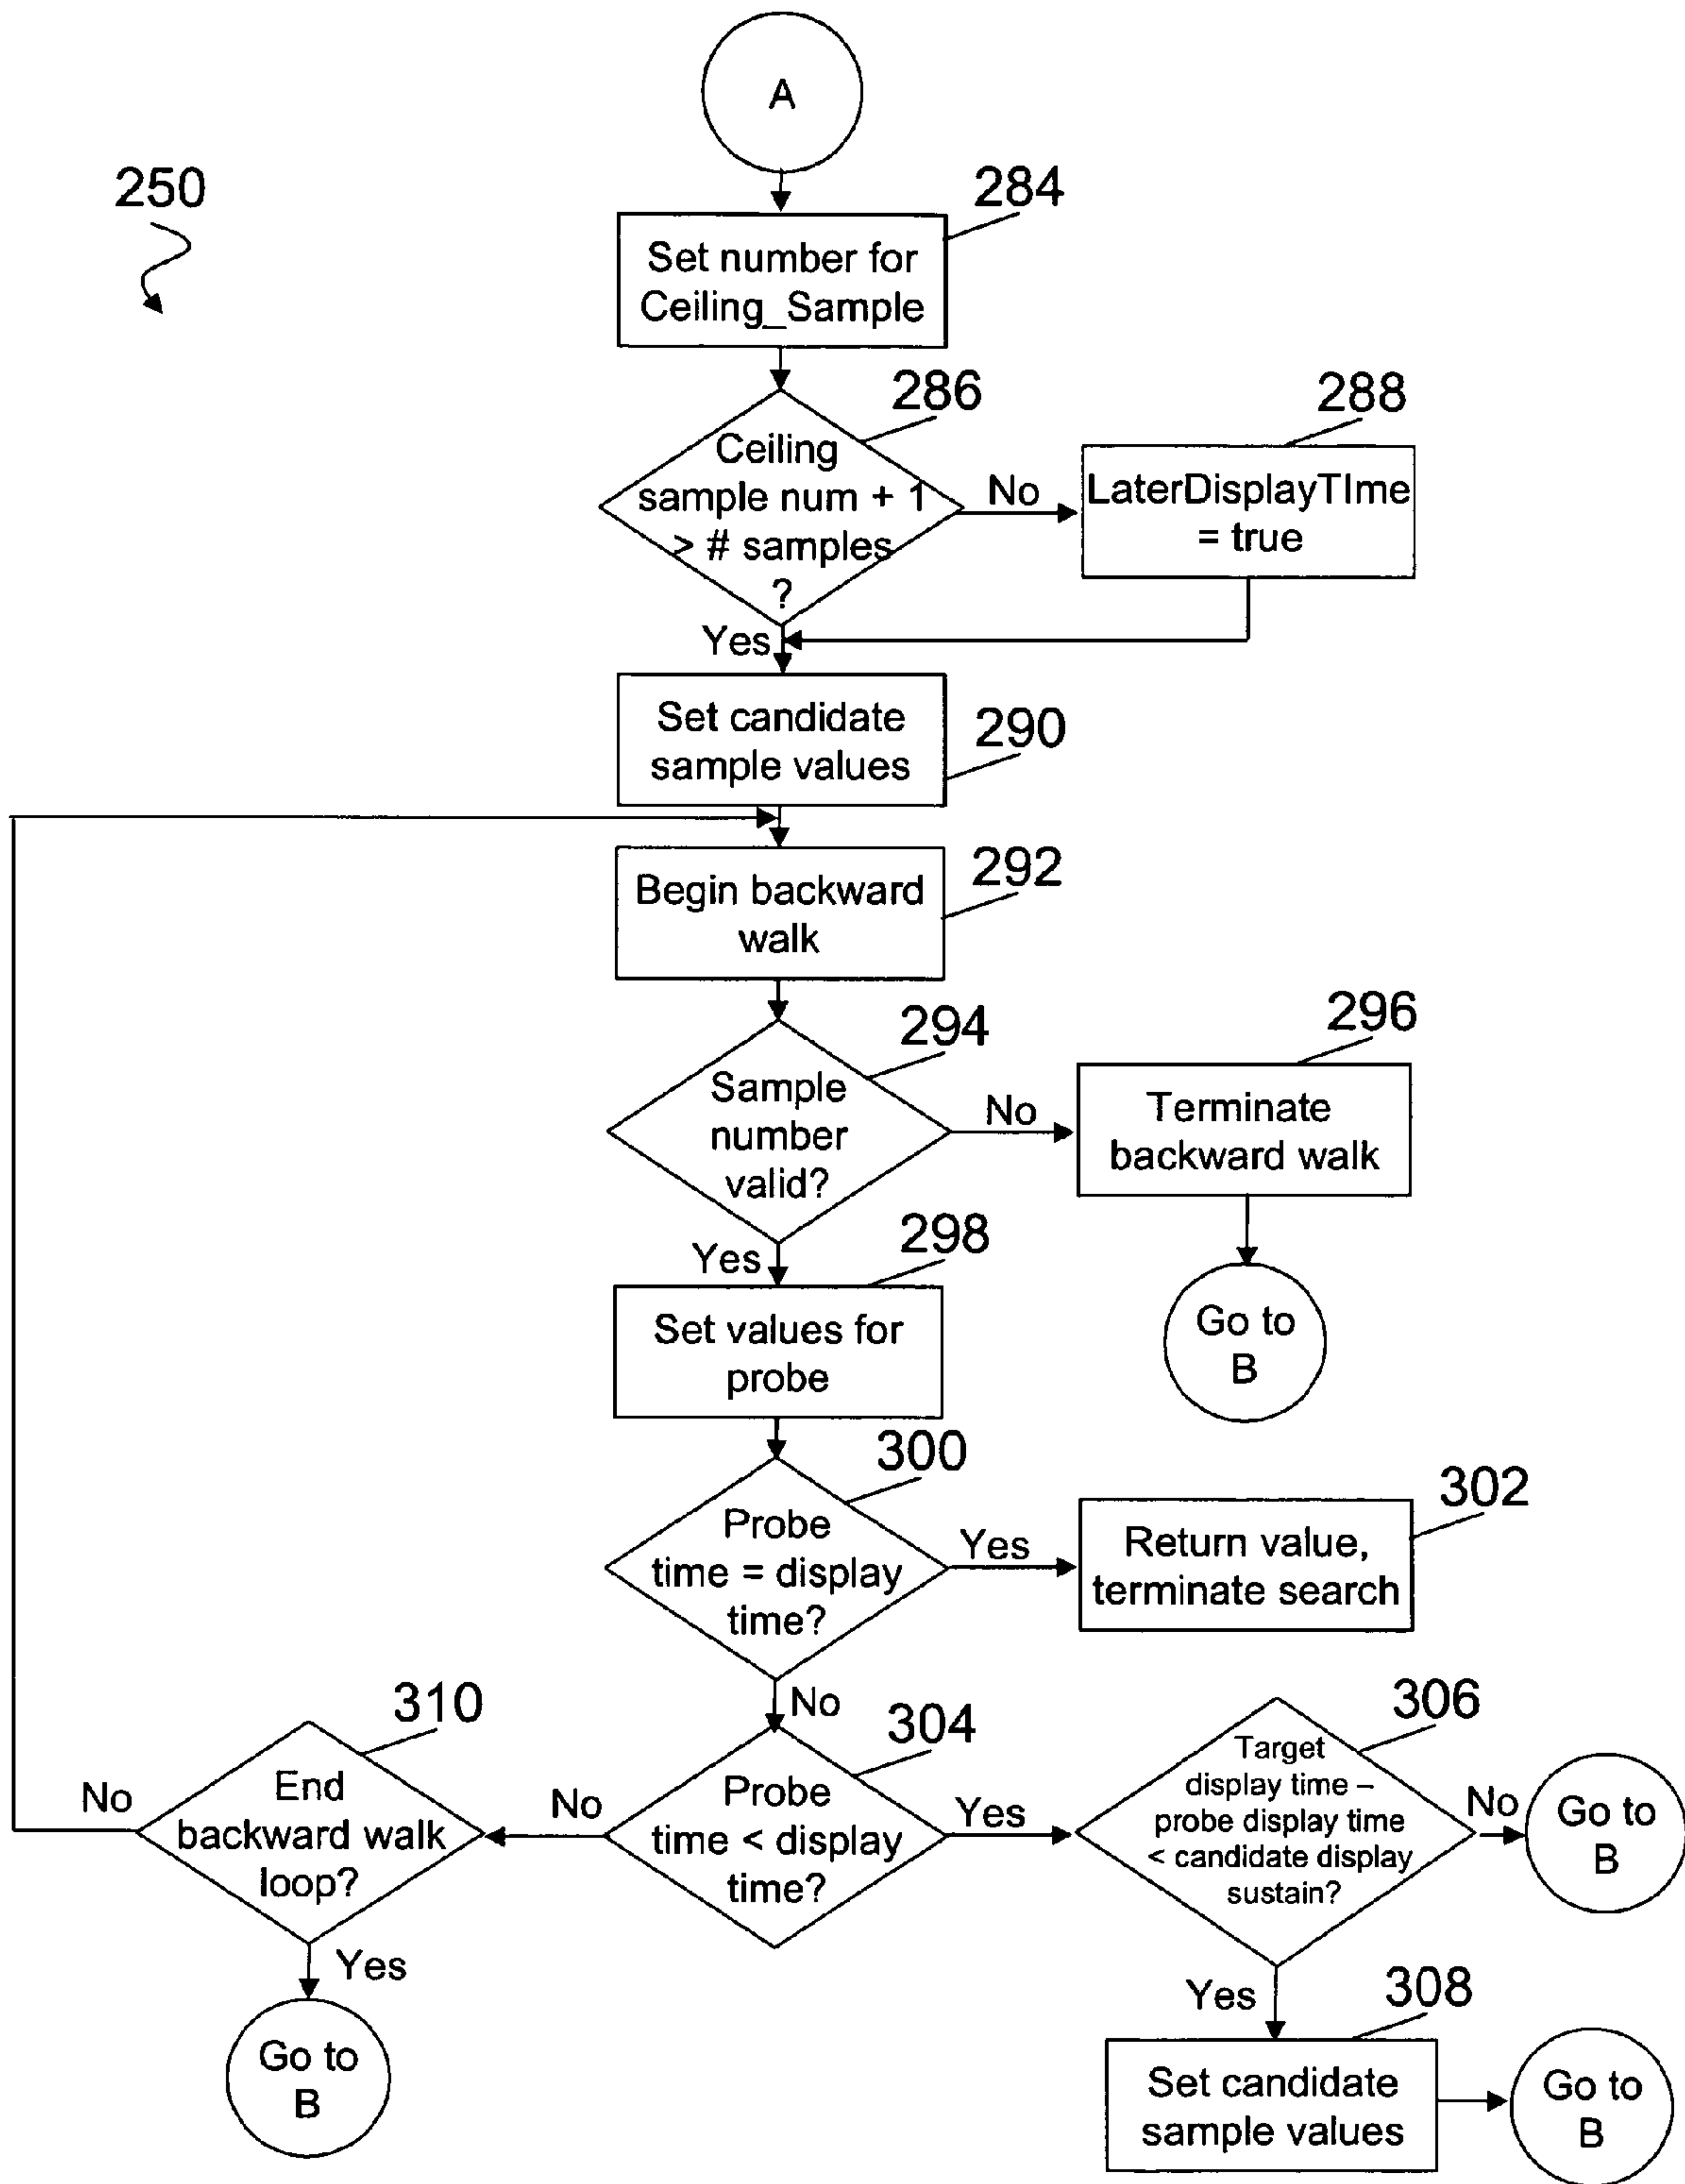 A
250
284
Set number for
Ceiling_Sample
286
288
Ceiling
sample num + 1
> # samples
?
No
LaterDisplayTIme
= true
Yes
Set candidate
sample values
290
Begin backward
walk
292
294
296
Sample
number
valid?
No
Terminate
backward walk
Yes
298
Go to
B
Set values for
probe
300
302
Probe
time = display
time?
Yes
Return value,
terminate search
No
310
304
306
No
End
backward walk
loop?
No
Probe
time < display
time?
Yes
Target
display time –
probe display time
< candidate display
sustain?
No
Go to
B
Yes
Yes
308
Go to
B
Set candidate
sample values
Go to
B